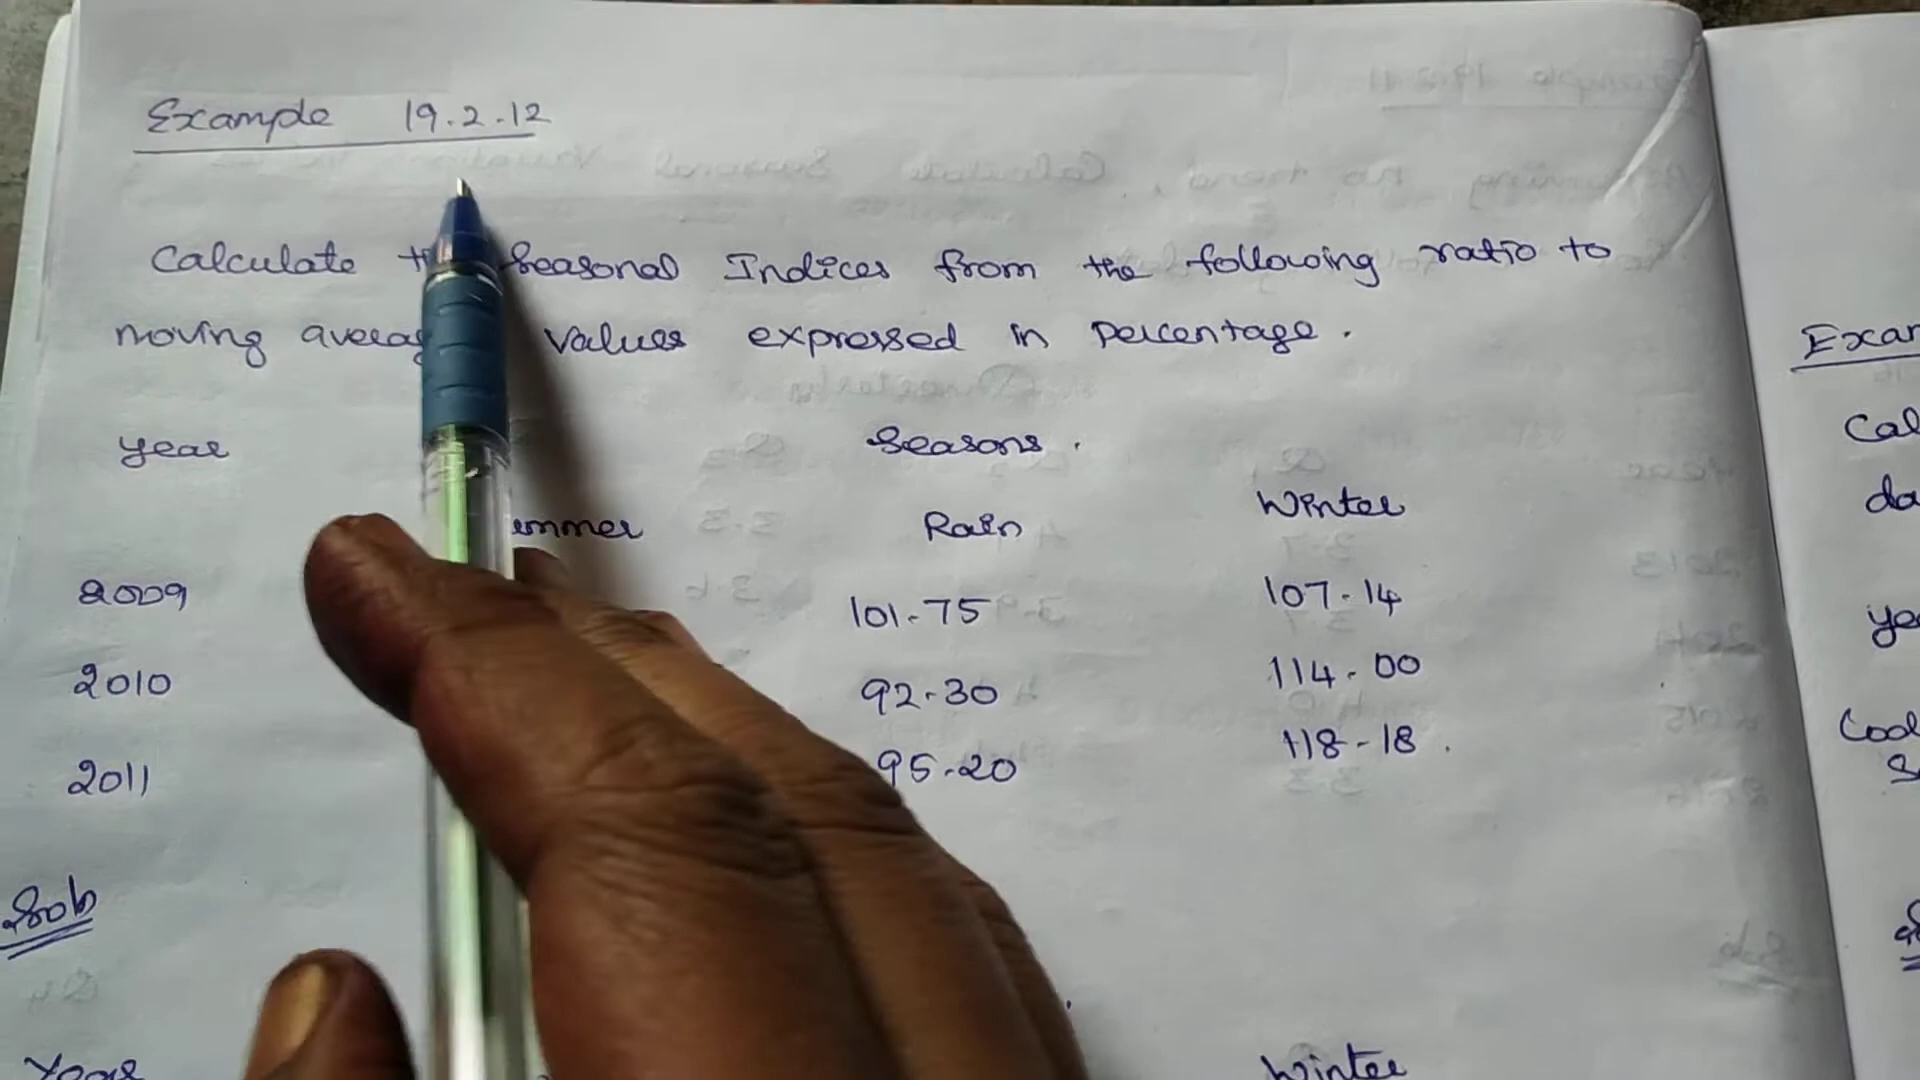 Example 19.2.12
Calculate Seasonal Indices from the following ratio to
moving values expressed in percentage.
year Seasons.
Rain Winter
2009 101.75 107.14
2010 92.30 114.00
2011 95.20 118.18.
Year Winter